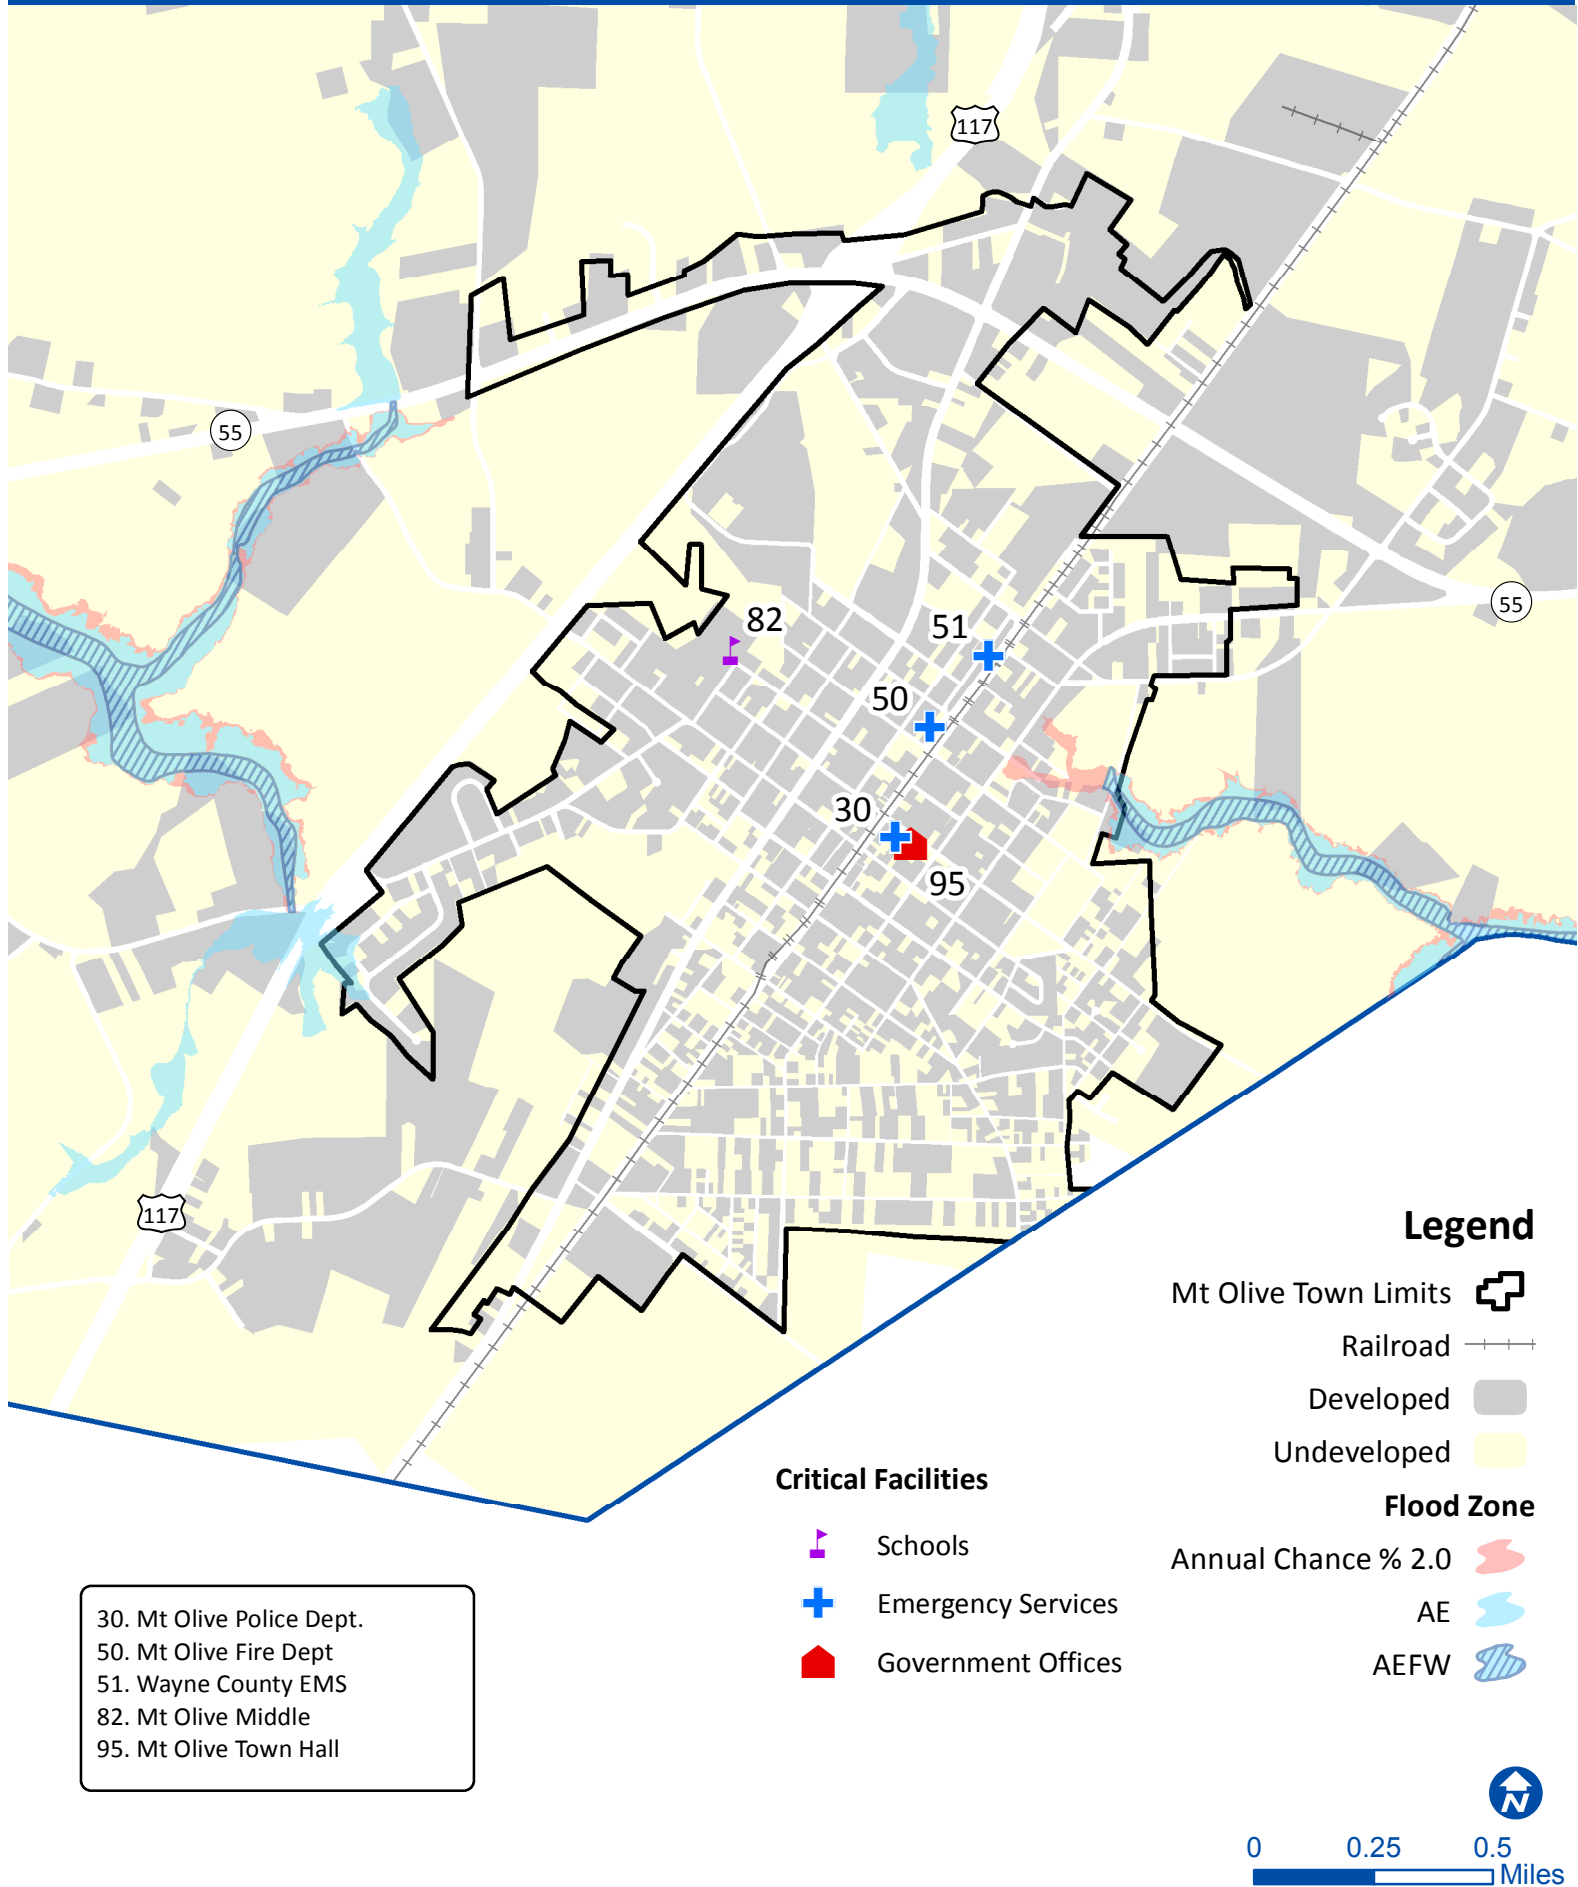 117
55
82
51
55
50
30
95
117
Legend
Mt Olive Town Limits
Railroad
Developed
Undeveloped
Flood Zone
Annual Chance % 2.0
AE
AEFW
Critical Facilities
Schools
Emergency Services
Government Offices
30. Mt Olive Police Dept.
50. Mt Olive Fire Dept
51. Wayne County EMS
82. Mt Olive Middle
95. Mt Olive Town Hall
N
0 0.25 0.5
Miles